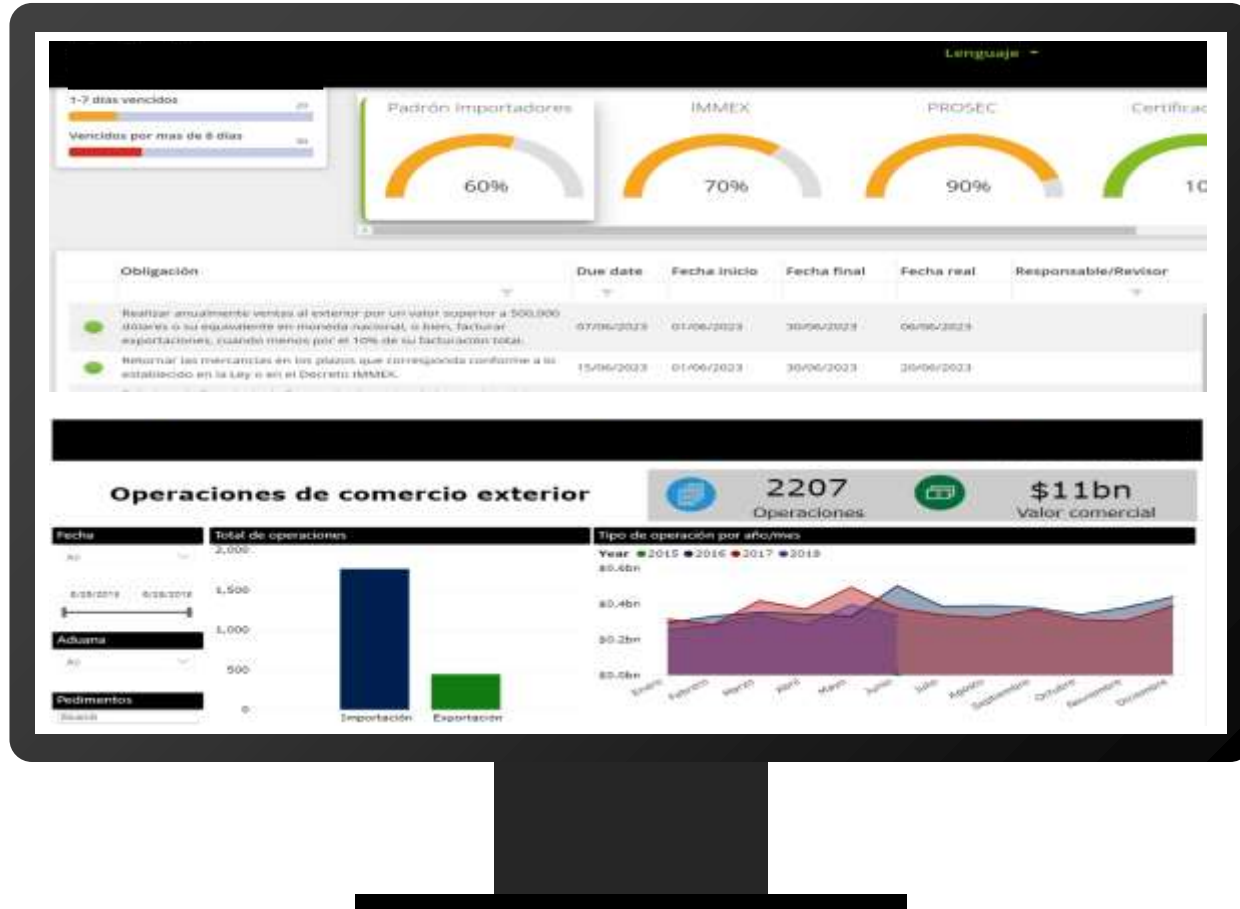 Lenguaje
1-7 días vencidos
Vencidos por mas de 8 días
Padrón Importadores
IMMEX
PROSEC
Certificac
60%
70%
90%
10
Obligación
Due date
Fecha inicio
Fecha final
Fecha real
Responsable/Revisor
Realizar anualmente ventas al exterior por un valor superior a 500,000
dólares o su equivalente en moneda nacional, o bien, facturar
exportaciones, cuando menos por el 10% de su facturación total.
07/06/2023
01/06/2023
30/06/2023
06/06/2023
Retornar las mercancías en los plazos que corresponda conforme a lo
establecido en la Ley o en el Decreto IMMEX.
15/06/2023
01/06/2023
30/06/2023
20/06/2023
Operaciones de comercio exterior
2207
Operaciones
$11bn
Valor comercial
Fecha
Aduana
Pedimentos
Search
Total de operaciones
2,000
1,500
1,000
500
0
Importación
Exportación
Tipo de operación por año/mes
Year 2015 2016 2017 2018
$0.6bn
$0.4bn
$0.2bn
$0.0bn
Enero
Febrero
Marzo
Abril
Mayo
Junio
Julio
Agosto
Septiembre
Octubre
Noviembre
Diciembre